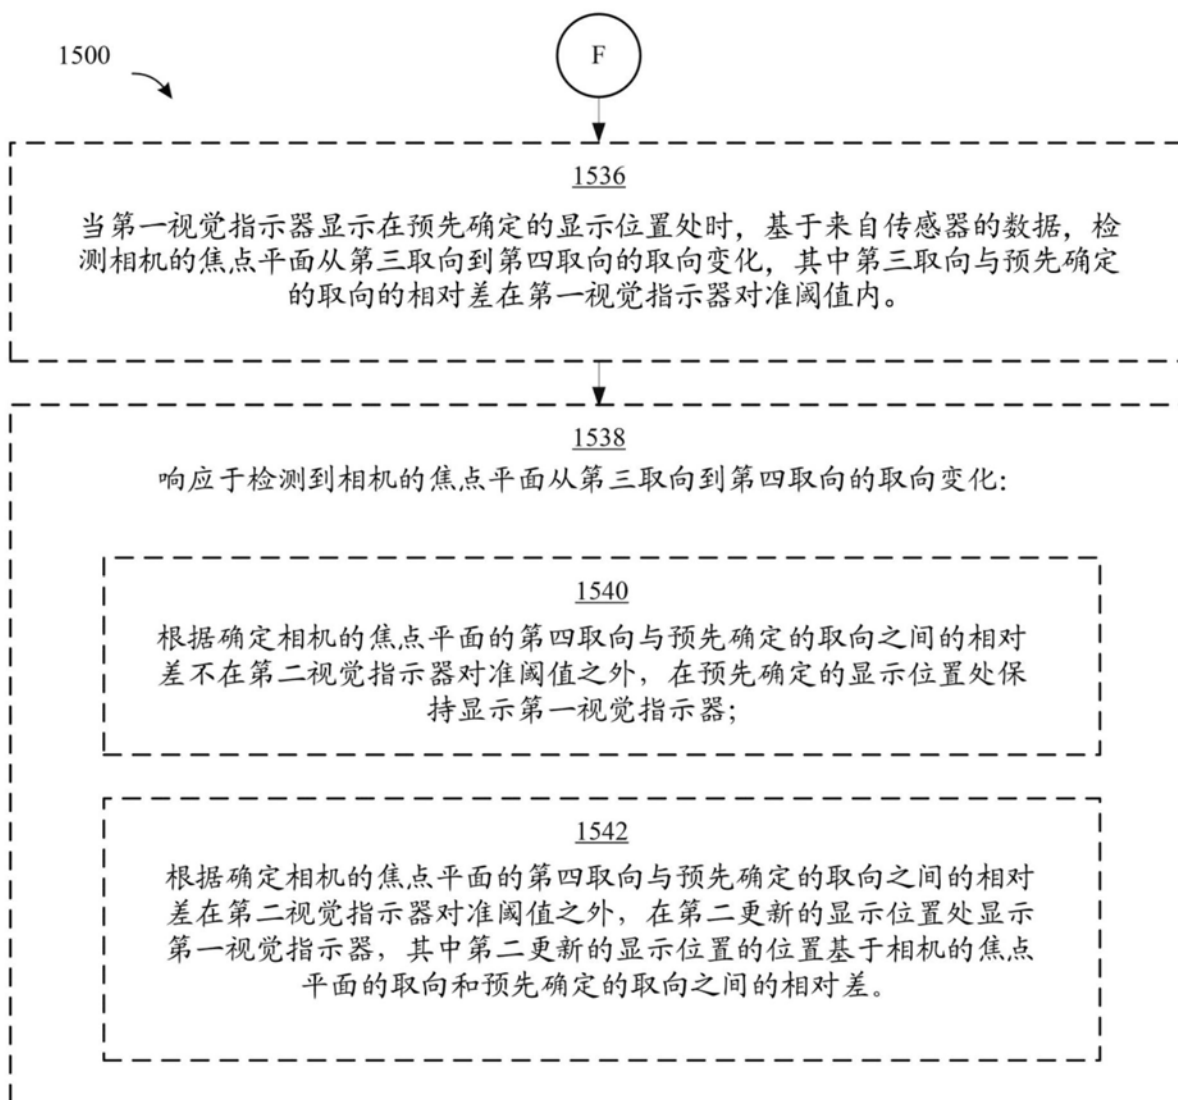 F
1500
1536
当第一视觉指示器显示在预先确定的显示位置处时，基于来自传感器的数据，检
测相机的焦点平面从第三取向到第四取向的取向变化，其中第三取向与预先确定
的取向的相对差在第一视觉指示器对准阈值内。
1538
响应于检测到相机的焦点平面从第三取向到第四取向的取向变化：
1540
根据确定相机的焦点平面的第四取向与预先确定的取向之间的相对
差不在第二视觉指示器对准阈值之外，在预先确定的显示位置处保
持显示第一视觉指示器；
1542
根据确定相机的焦点平面的第四取向与预先确定的取向之间的相对
差在第二视觉指示器对准阈值之外，在第二更新的显示位置处显示
第一视觉指示器，其中第二更新的显示位置的位置基于相机的焦点
平面的取向和预先确定的取向之间的相对差。